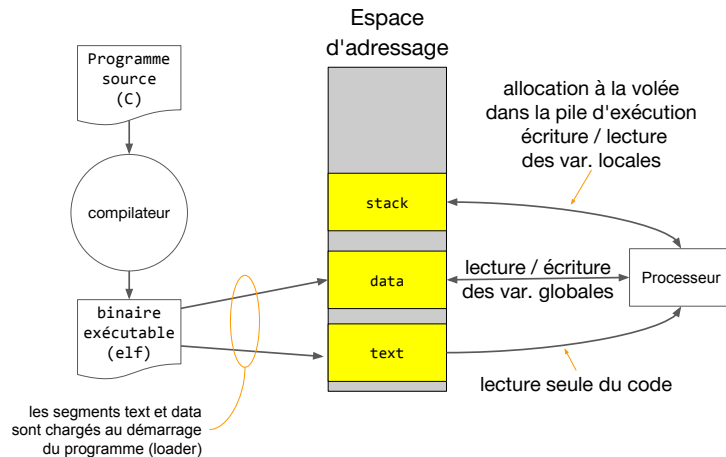 Espace
d'adressage
Programme
source
(C)
allocation à la volée
dans la pile d'exécution
écriture / lecture
des var. locales
compilateur
stack
data
lecture / écriture
des var. globales
Processeur
binaire
exécutable
(elf)
text
lecture seule du code
les segments text et data
sont chargés au démarrage
du programme (loader)